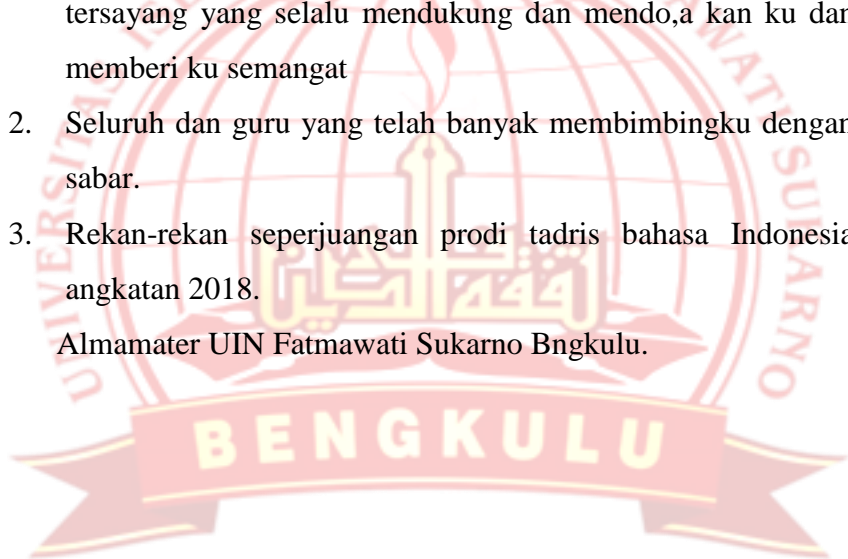 tersayang yang selalu mendukung dan mendo,a kan ku dan
memberi ku semangat
2. Seluruh dan guru yang telah banyak membimbingku dengan
sabar.
3. Rekan-rekan seperjuangan prodi tadris bahasa Indonesia
angkatan 2018.
Almamater UIN Fatmawati Sukarno Bngkulu.
BENGKULU